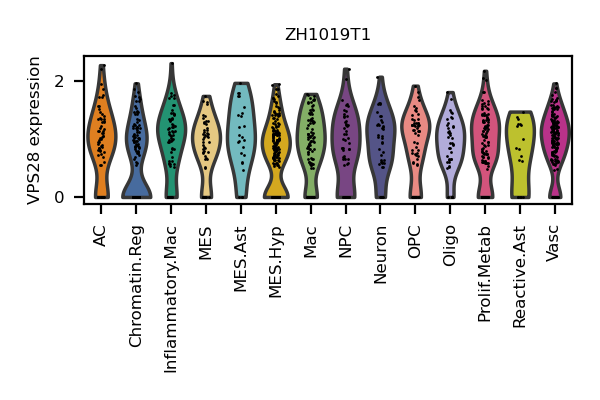 ZH1019T1
VPS28 expression
2
0
AC
Chromatin.Reg
Inflammatory.Mac
MES
MES.Ast
MES.Hyp
Mac
NPC
Neuron
OPC
Oligo
Prolif.Metab
Reactive.Ast
Vasc